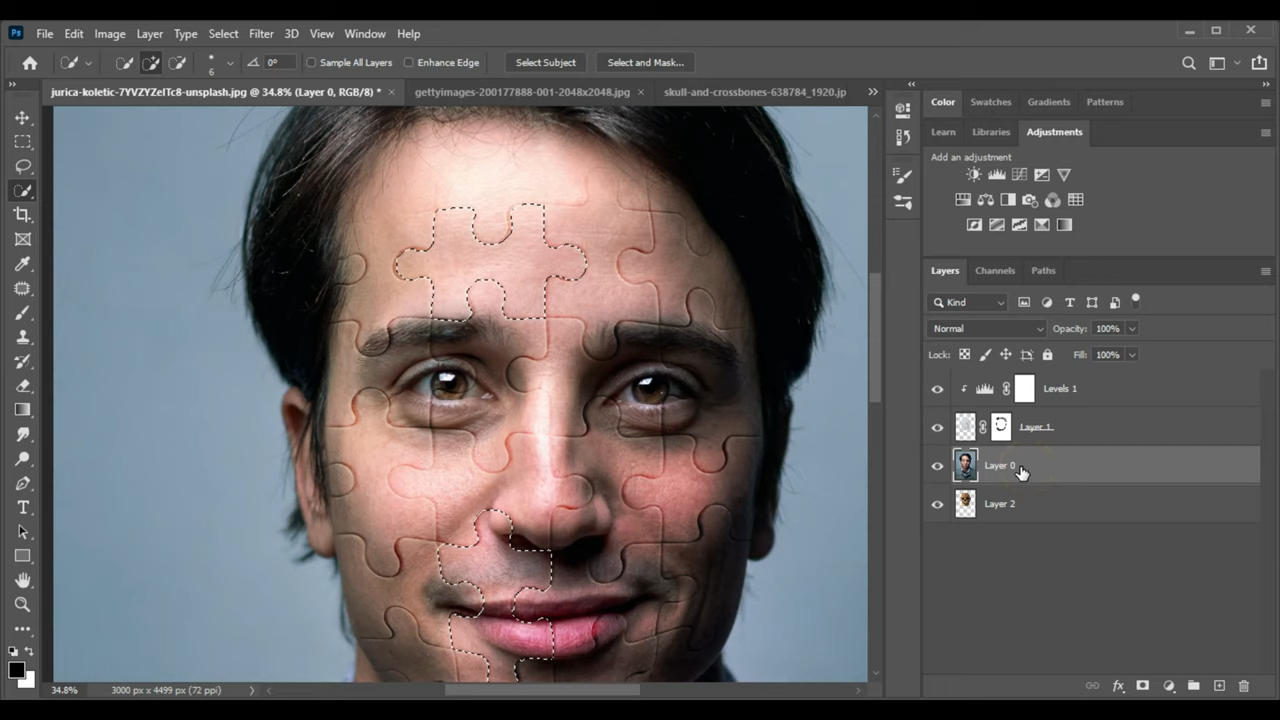 Ps File Edit Image Layer Type Select Filter 3D View Window Help
6 0° Sample All Layers Enhance Edge Select Subject Select and Mask...
jurica-koletic-7YVZYZeITc8-unsplash.jpg @ 34.8% (Layer 0, RGB/8) * × gettyimages-200177888-001-2048x2048.jpg × skull-and-crossbones-638784_1920.jp
Color Swatches Gradients Patterns
Learn Libraries Adjustments
Add an adjustment
Layers Channels Paths
Kind
Normal Opacity: 100%
Lock: Fill: 100%
Levels 1
Layer 1
Layer 0
Layer 2
34.8% 3000 px x 4499 px (72 ppi)
fx